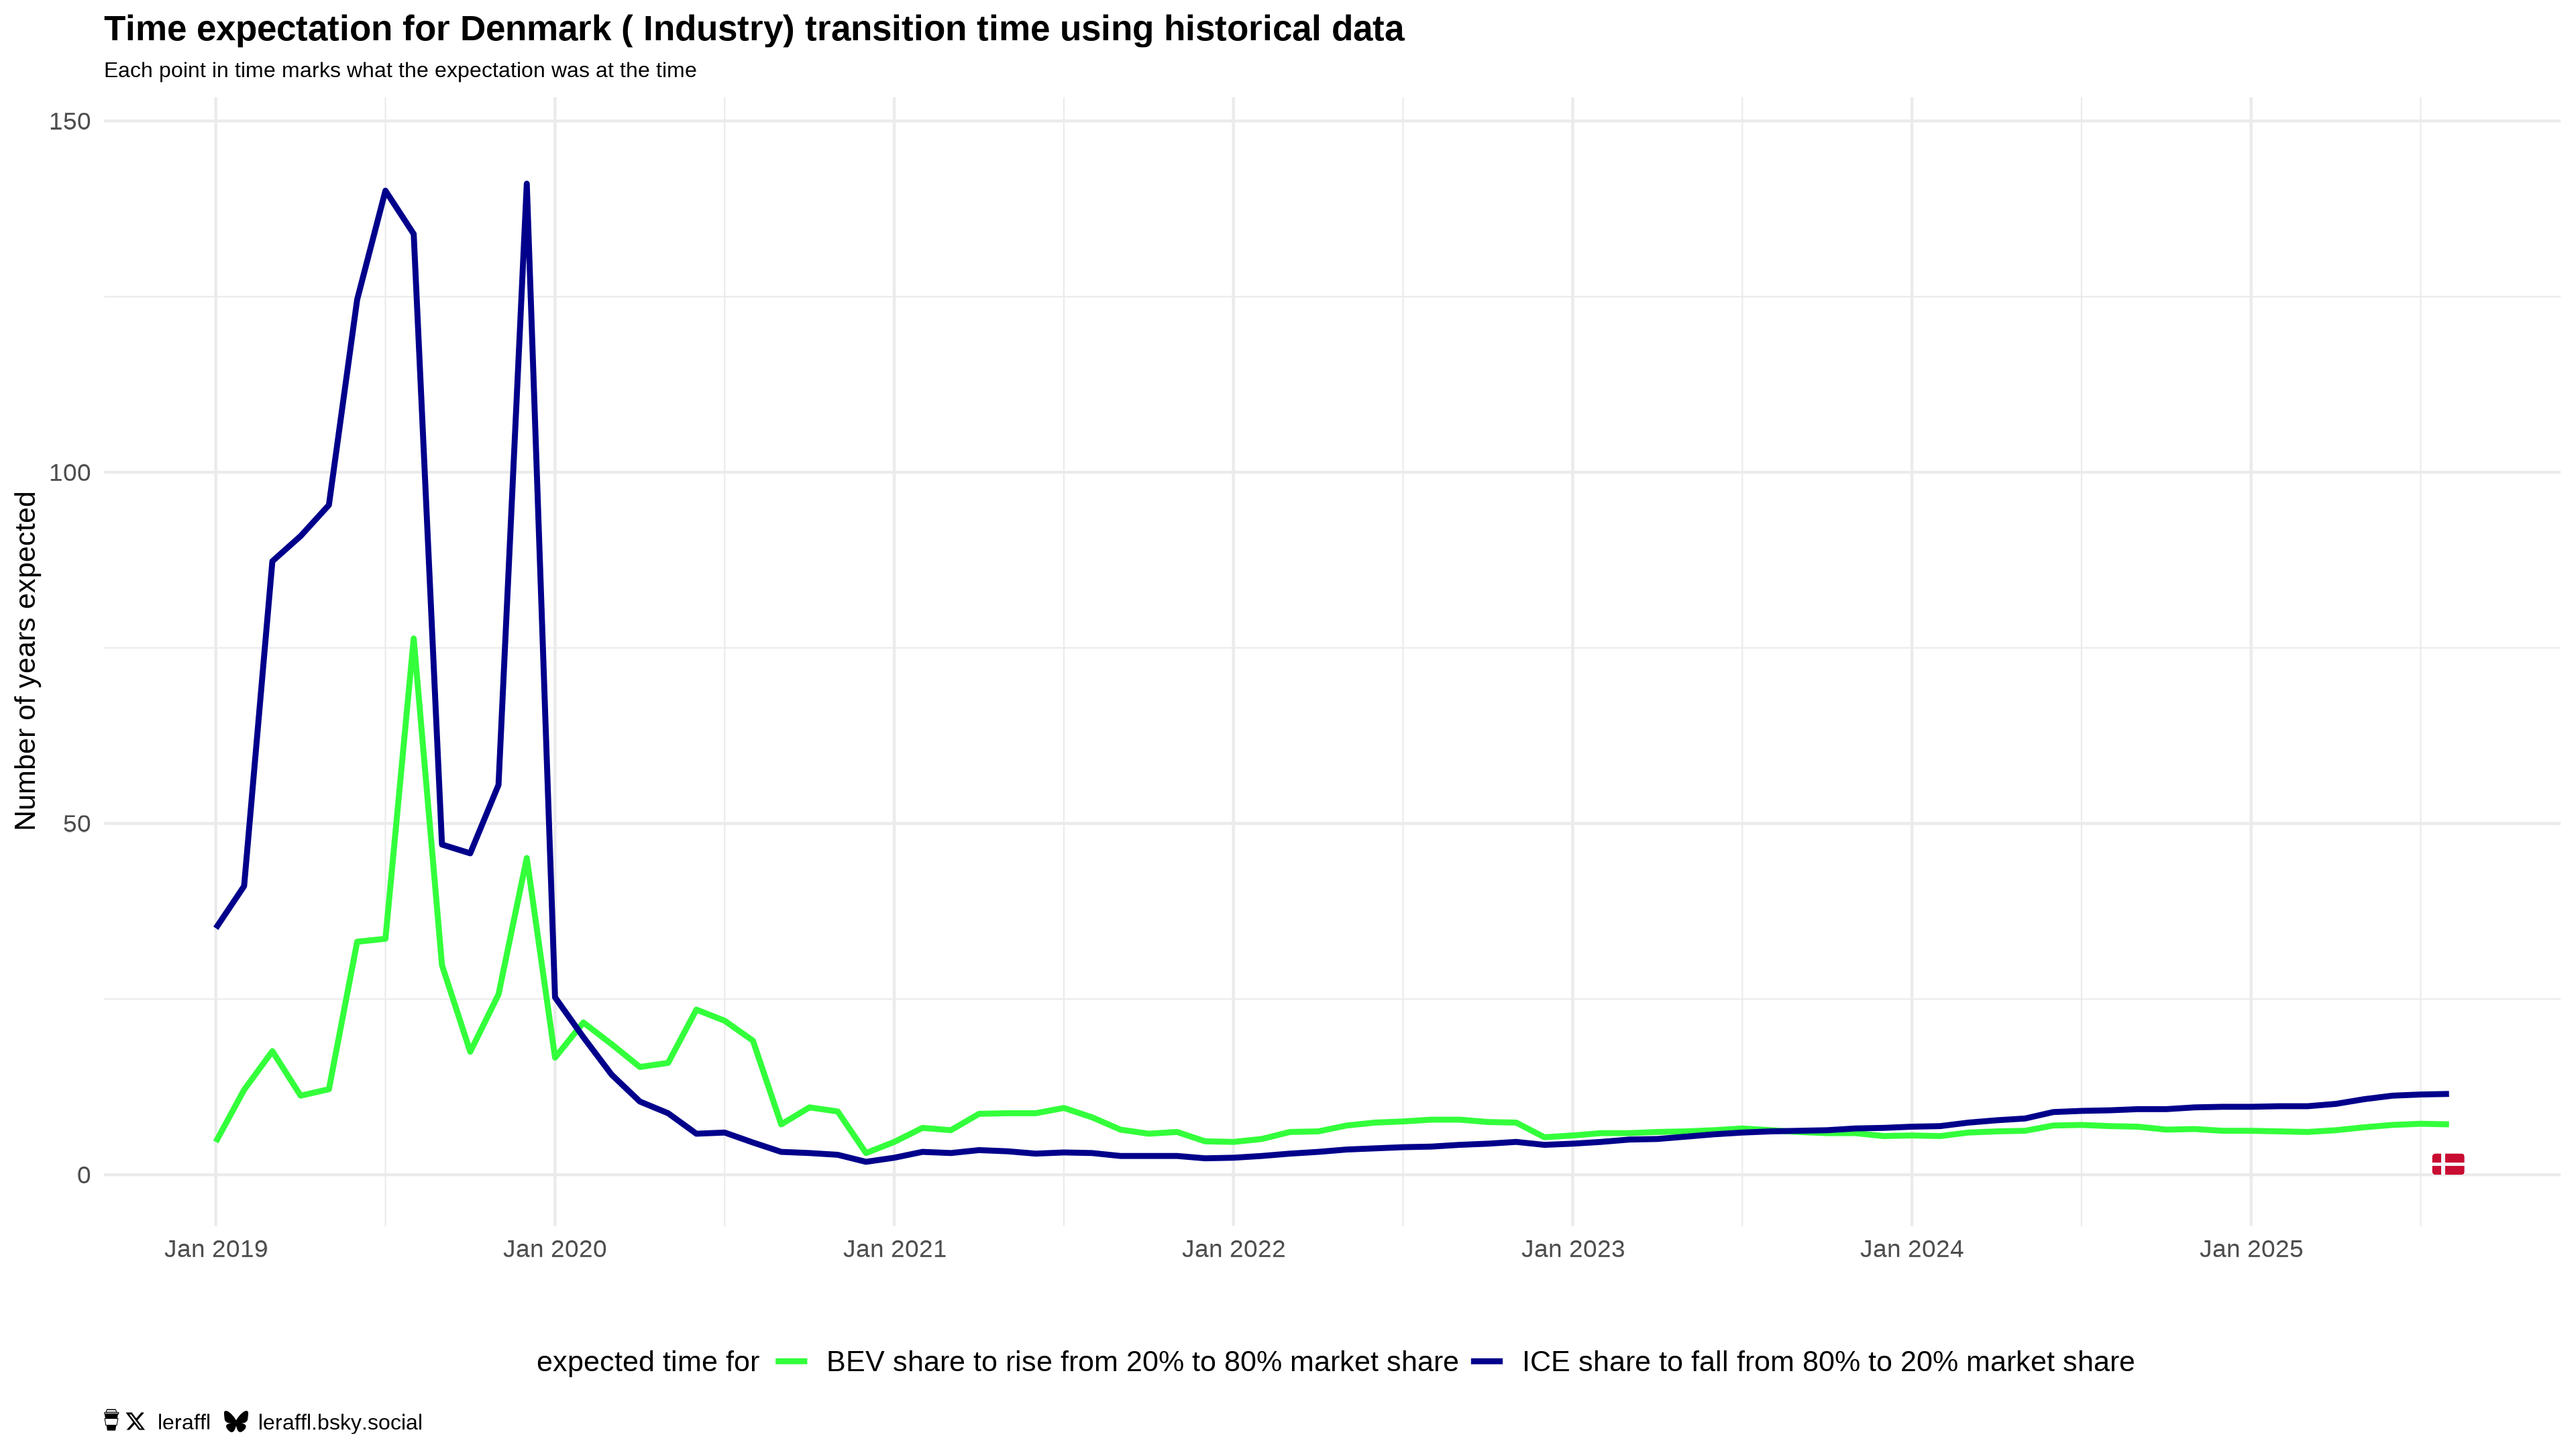 Time expectation for Denmark ( Industry) transition time using historical data
Each point in time marks what the expectation was at the time
Number of years expected
150
100
50
0
Jan 2019 Jan 2020 Jan 2021 Jan 2022 Jan 2023 Jan 2024 Jan 2025
expected time for BEV share to rise from 20% to 80% market share ICE share to fall from 80% to 20% market share
leraffl leraffl.bsky.social